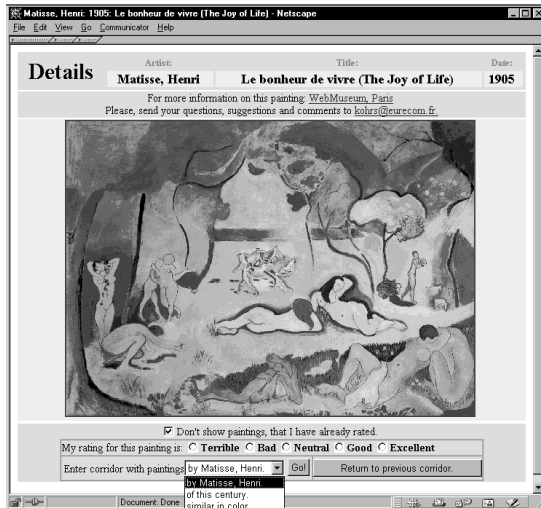 Matisse, Henri: 1905: Le bonheur de vivre (The Joy of Life) - Netscape
File Edit View Go Communicator Help
Details
Artist: Title: Date:
Matisse, Henri Le bonheur de vivre (The Joy of Life) 1905
For more information on this painting: WebMuseum, Paris
Please, send your questions, suggestions and comments to kohrs@eurecom.fr.
Don't show paintings, that I have already rated.
My rating for this painting is: Terrible Bad Neutral Good Excellent
Enter corridor with paintings by Matisse, Henri. Go! Return to previous corridor.
by Matisse, Henri.
of this century.
similar in color
Document: Done